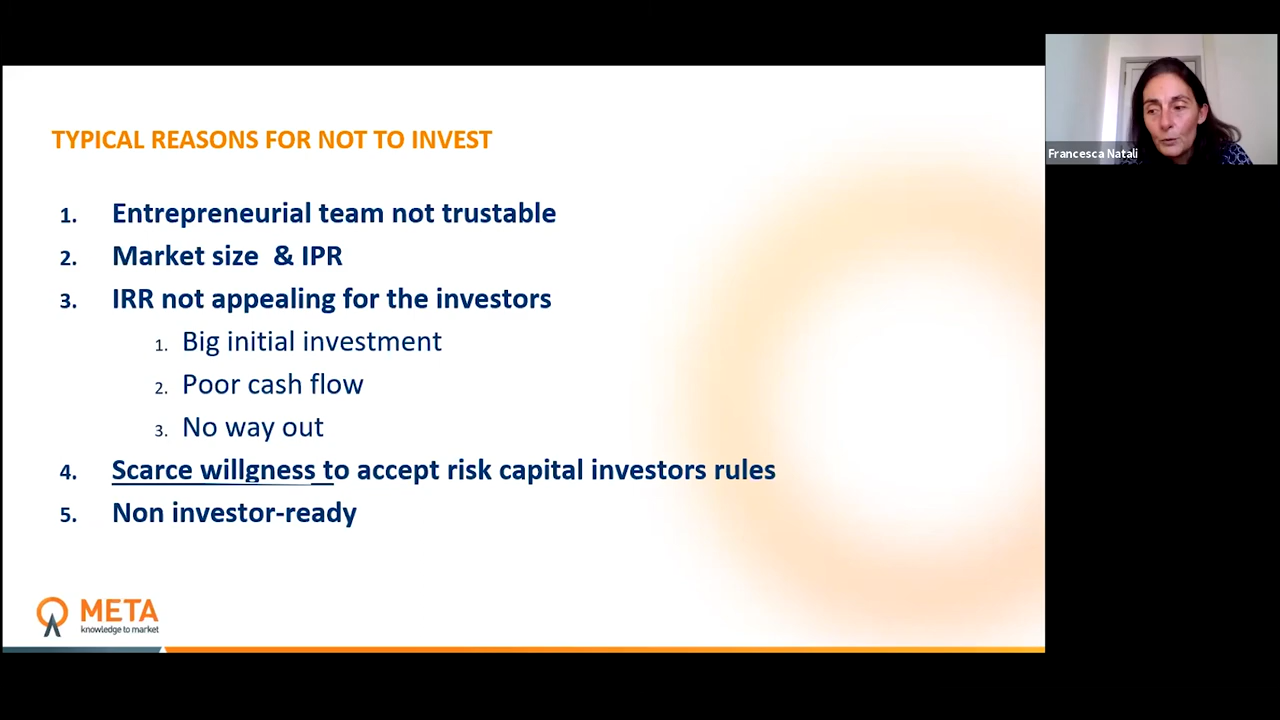 TYPICAL REASONS FOR NOT TO INVEST
1. Entrepreneurial team not trustable
2. Market size & IPR
3. IRR not appealing for the investors
1. Big initial investment
2. Poor cash flow
3. No way out
4. Scarce willgness to accept risk capital investors rules
5. Non investor-ready
META
knowledge to market
Francesca Natali